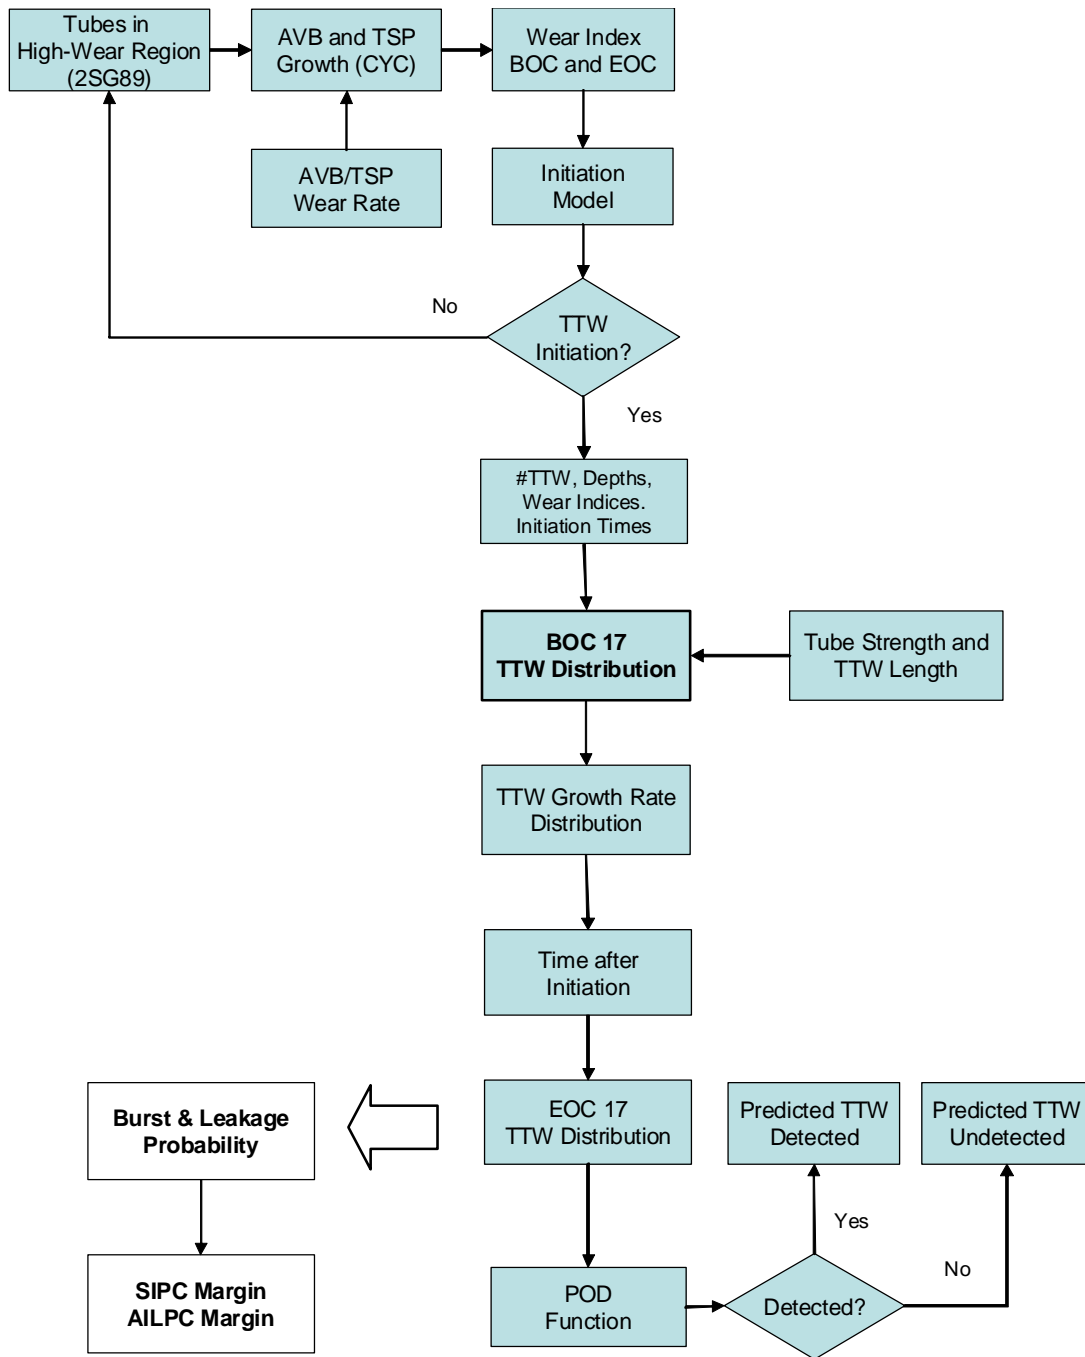 Tubes in
High-Wear Region
(2SG89)
AVB and TSP
Growth (CYC)
Wear Index
BOC and EOC
AVB/TSP
Wear Rate
Initiation
Model
No
TTW
Initiation?
Yes
#TTW, Depths,
Wear Indices.
Initiation Times
BOC 17
TTW Distribution
Tube Strength and
TTW Length
TTW Growth Rate
Distribution
Time after
Initiation
Burst & Leakage
Probability
EOC 17
TTW Distribution
Predicted TTW
Detected
Predicted TTW
Undetected
Yes
No
SIPC Margin
AILPC Margin
POD
Function
Detected?